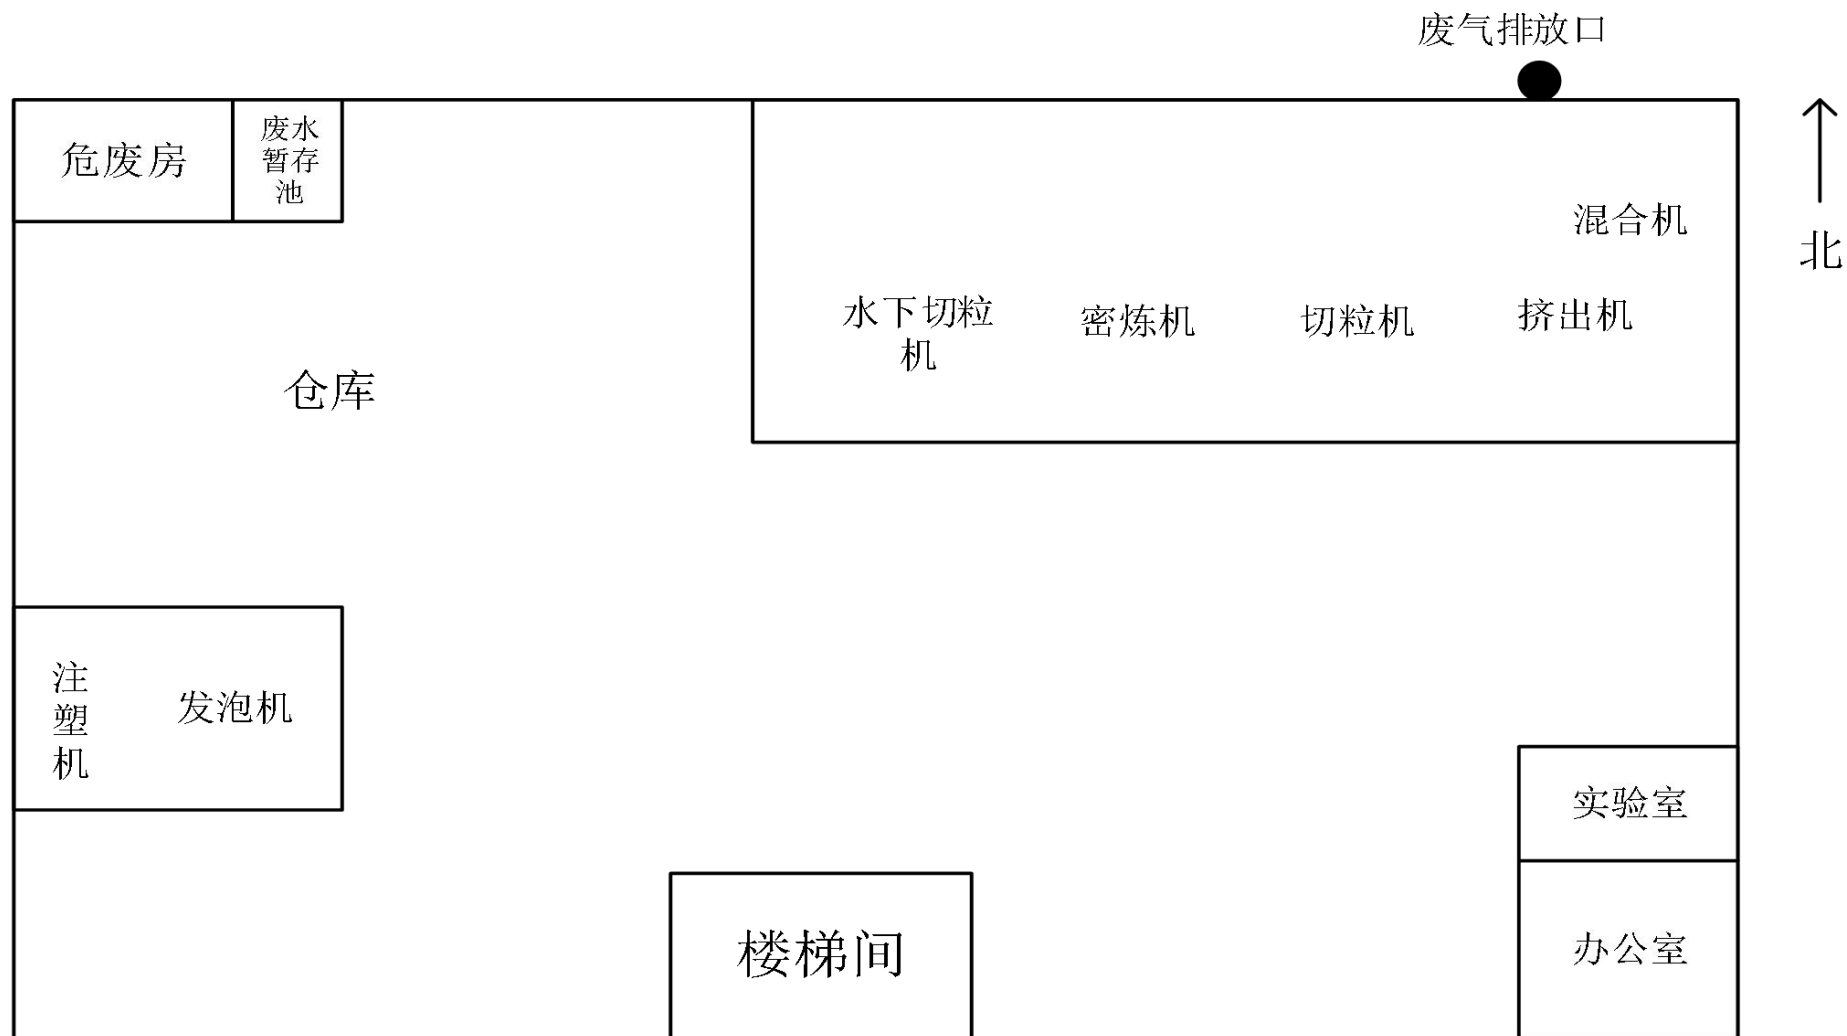 废气排放口
危废房
废水
暂存
池
混合机
北
水下切粒
机
密炼机
切粒机
挤出机
仓库
注
塑
机
发泡机
实验室
楼梯间
办公室